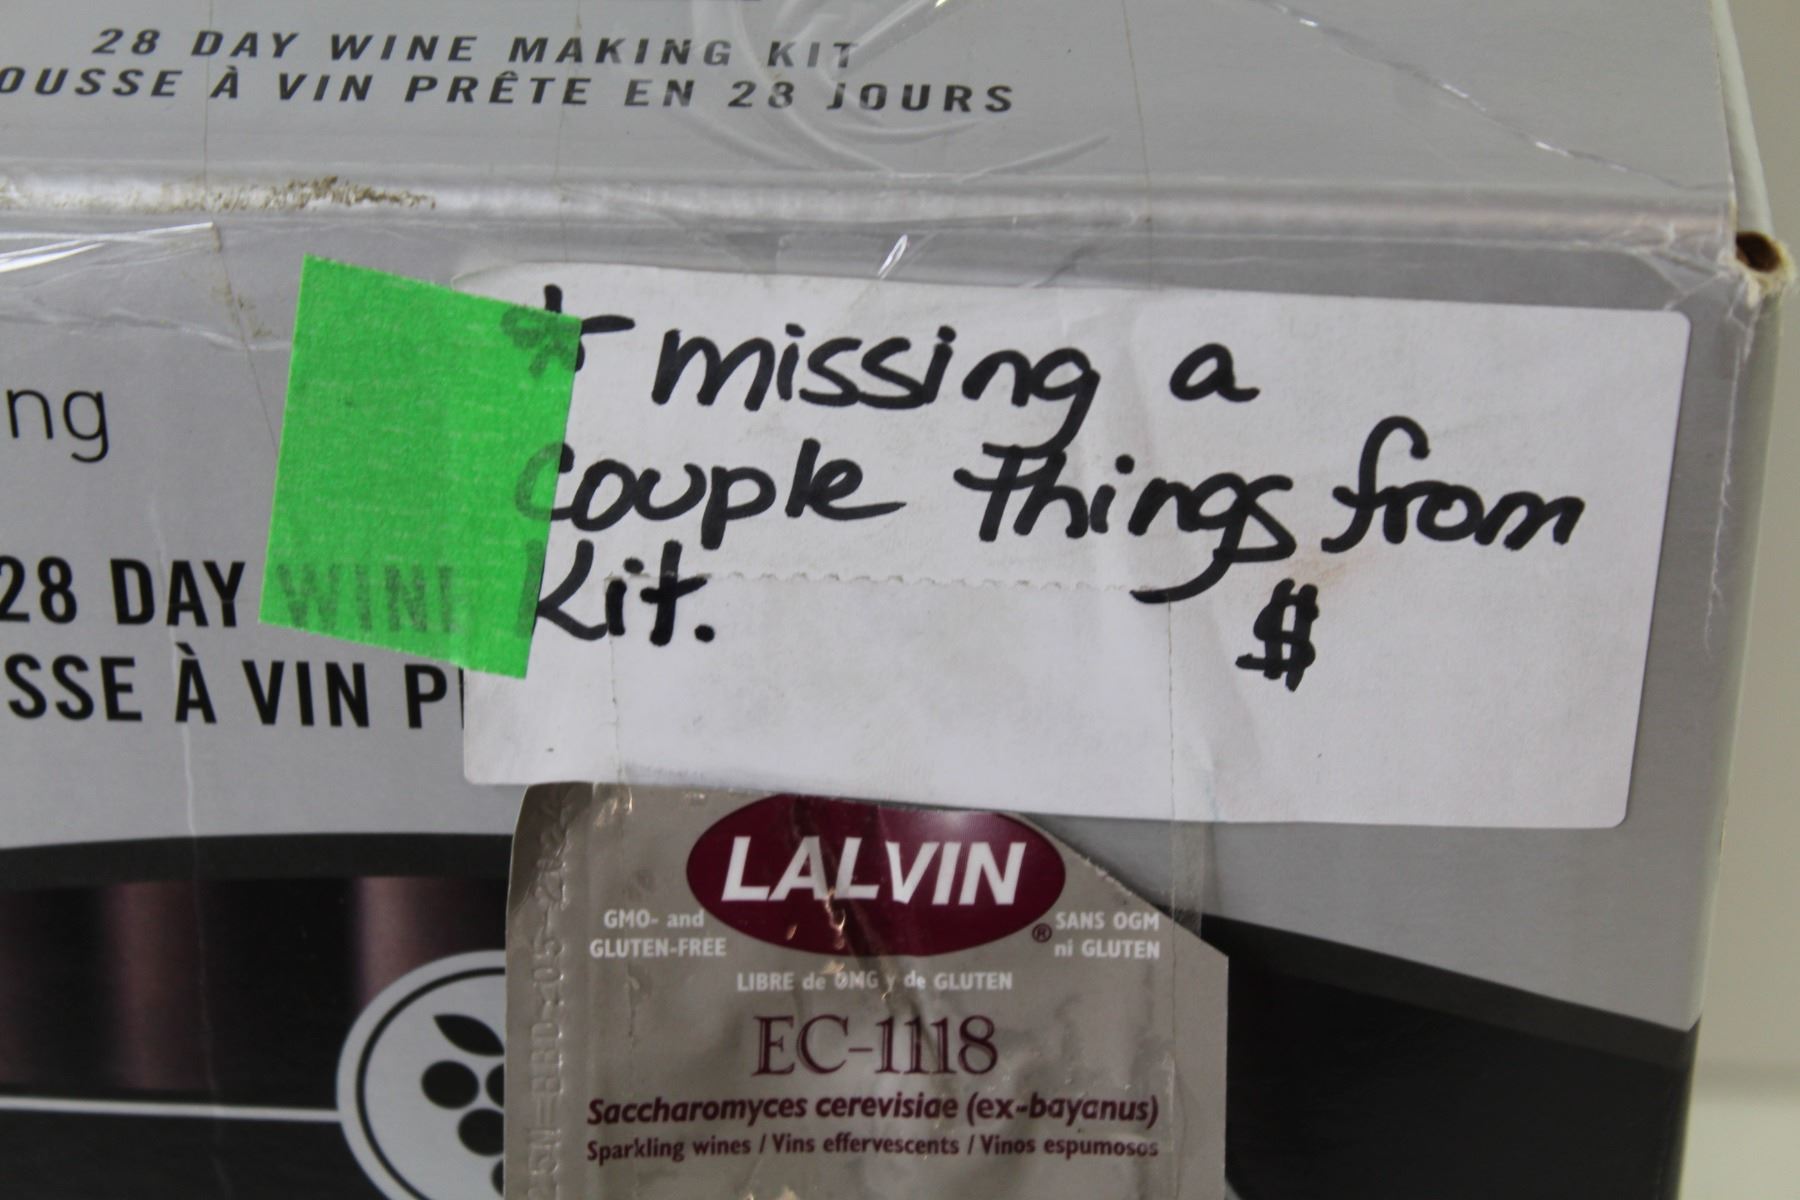 28 DAY WINE MAKING KIT
OUSSE À VIN PRÊTE EN 28 JOURS
ng
* missing a
couple Things from
Kit.
$
28 DAY WINE
SSE À VIN P
LALVIN
®
GMO- and
GLUTEN-FREE
SANS OGM
ni GLUTEN
LIBRE de OMG y de GLUTEN
EC-1118
Saccharomyces cerevisiae (ex-bayanus)
Sparkling wines / Vins effervescents / Vinos espumosos